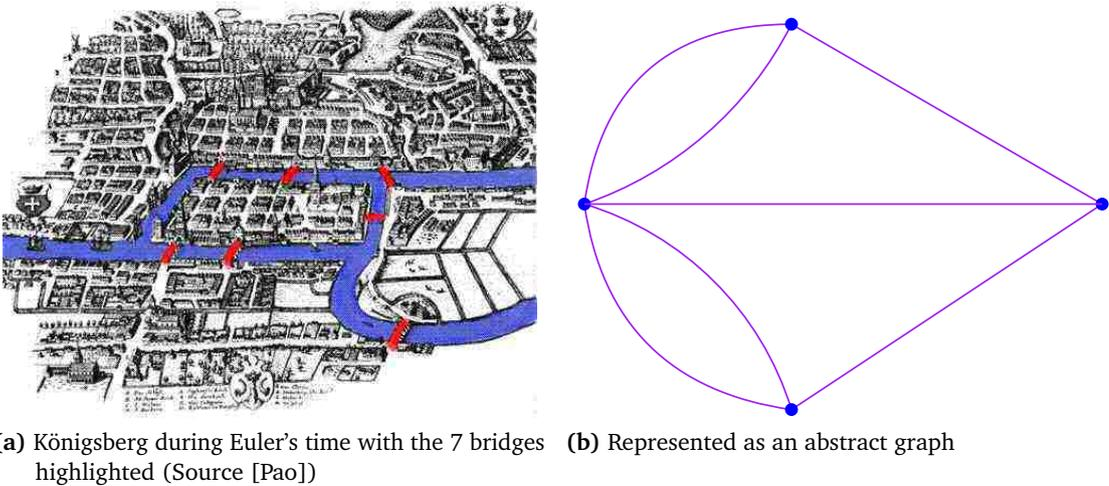 (a) Königsberg during Euler's time with the 7 bridges
highlighted (Source [Pao])
(b) Represented as an abstract graph